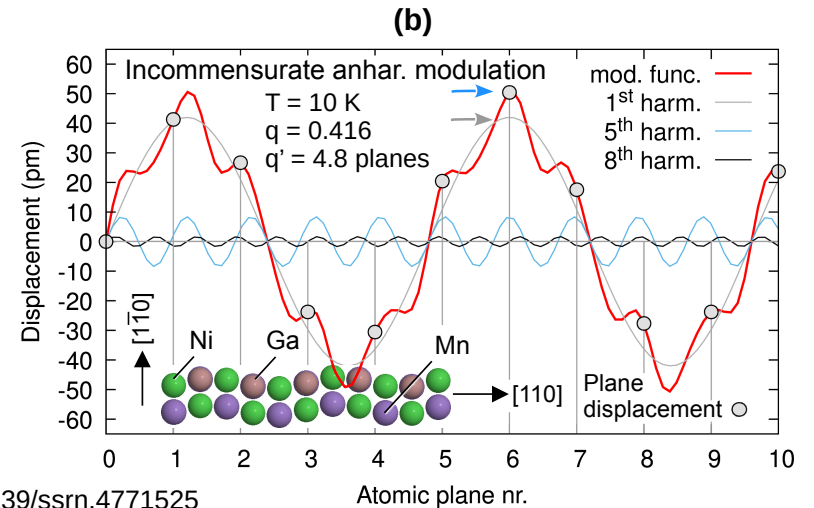 (b)
Incommensurate anhar. modulation
T = 10 K
q = 0.416
q' = 4.8 planes
mod. func.
1st harm.
5th harm.
8th harm.
Displacement (pm)
60
50
40
30
20
10
0
-10
-20
-30
-40
-50
-60
[11̅0]
Ni
Ga
Mn
[110]
Plane
displacement
0 1 2 3 4 5 6 7 8 9 10
Atomic plane nr.
39/ssrn.4771525